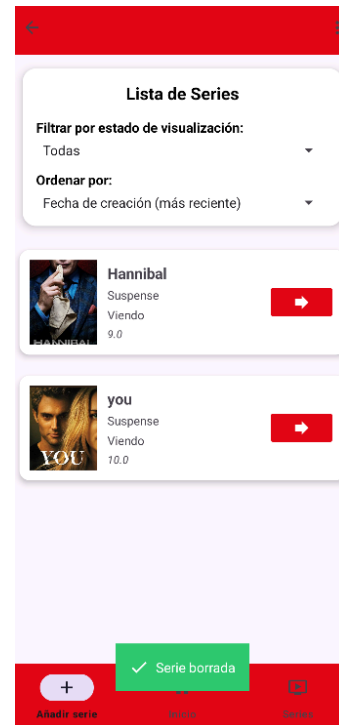 Lista de Series
Filtrar por estado de visualización:
Todas
Ordenar por:
Fecha de creación (más reciente)
Hannibal
Suspense
Viendo
9.0
HANNIBAL
you
Suspense
Viendo
10.0
YOU
Serie borrada
Añadir serie
Series